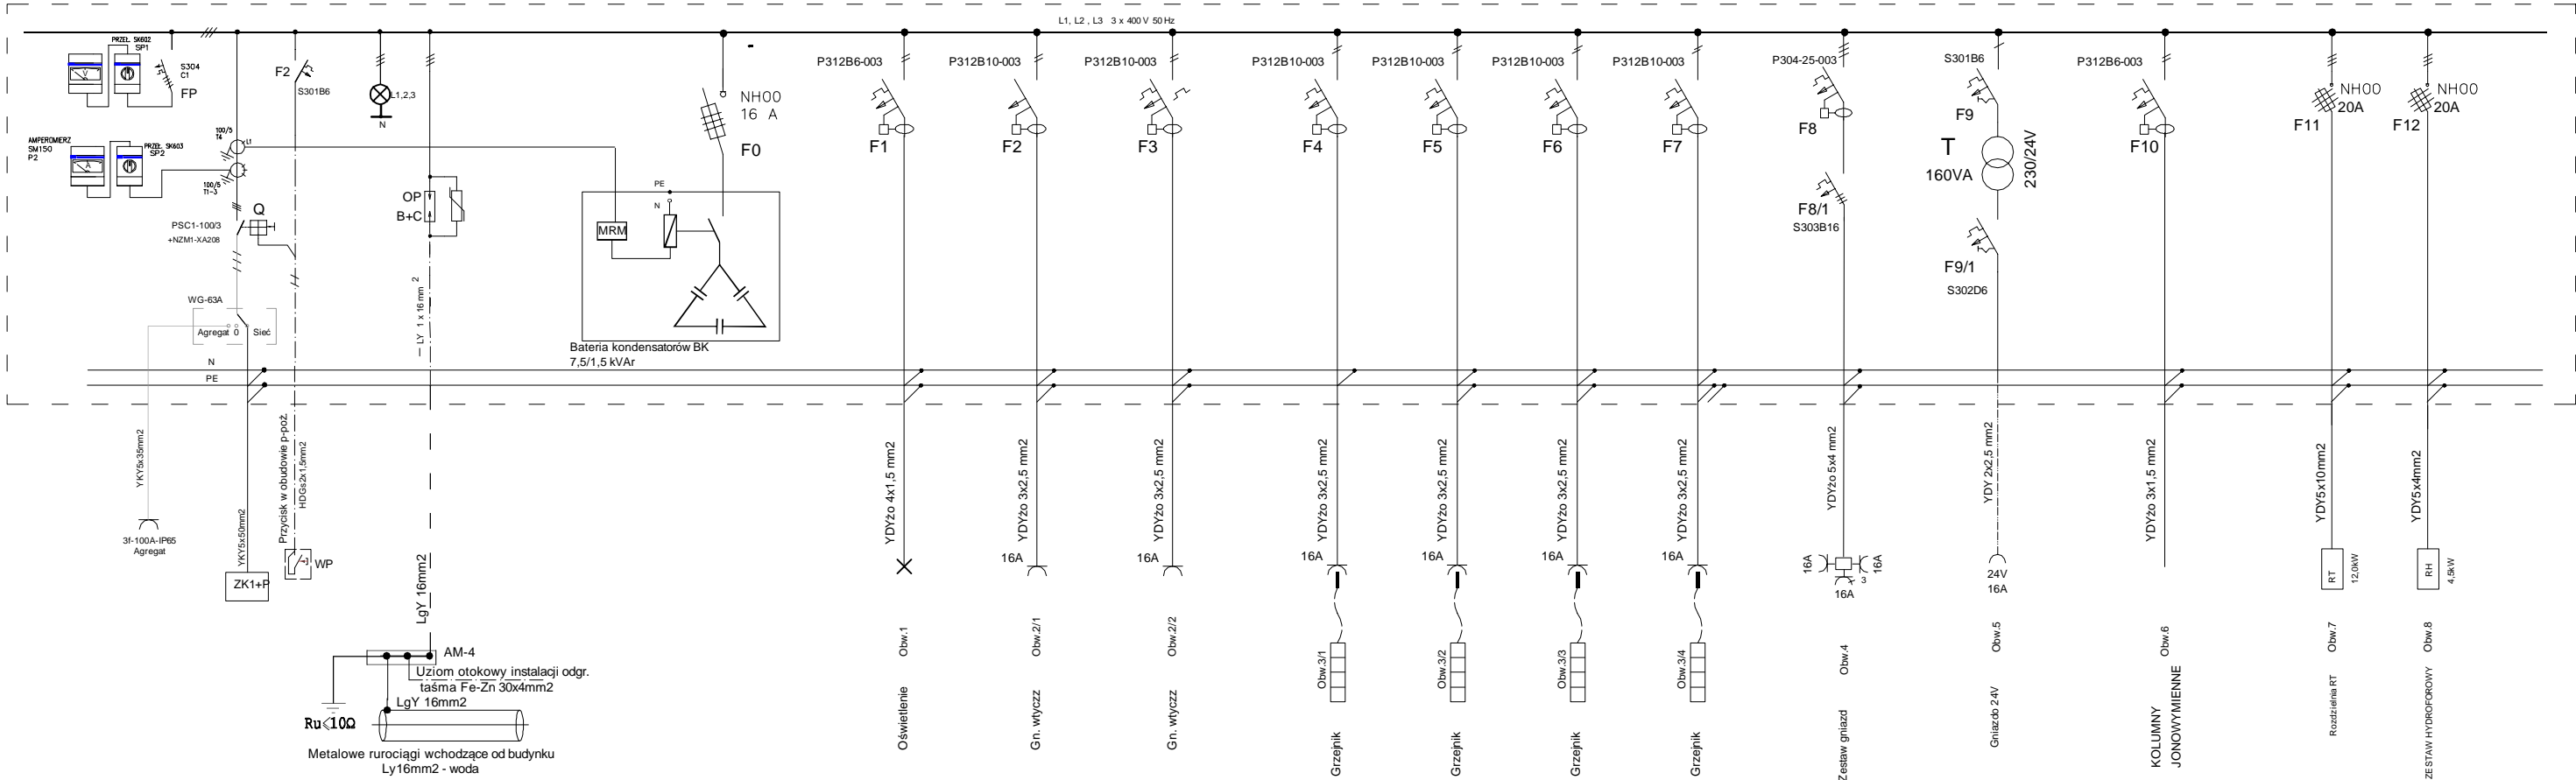 L1, L2 , L3   3 x 400 V  50 Hz
PRZEŁ. SK602
SP1
V
S304
C1
FP
F2
S301B6
L1,2,3
N
AMPEROMIERZ
SM150
P2
A
PRZEŁ. SK603
SP2
100/5
T4
L1
100/5
T1-3
PSC1-100/3
+NZM1-XA208
Q
WG-63A
Agregat  0    Sieć
N
PE
OP
B+C
LY  1 x 16 mm 2
NH00
16  A
F0
PE
N
MRM
Bateria kondensatorów BK
7,5/1,5 kVAr
P312B6-003
F1
P312B10-003
F2
P312B10-003
F3
P312B10-003
F4
P312B10-003
F5
P312B10-003
F6
P312B10-003
F7
P304-25-003
F8
F8/1
S303B16
S301B6
F9
T
160VA
230/24V
F9/1
S302D6
P312B6-003
F10
NH00
20A
F11
NH00
20A
F12
YKY5x35mm2
3f-100A-IP65
Agregat
YKY5x50mm2
ZK1+P
Przycisk w obudowie p-poż.
HDGs2x1,5mm2
WP
LgY 16mm2
AM-4
Uziom otokowy instalacji odgr.
taśma Fe-Zn 30x4mm2
LgY 16mm2
Ru⩽10Ω
Metalowe rurociągi wchodzące od budynku
Ly16mm2 - woda
YDYżo 4x1,5 mm2
Obw.1
Oświetlenie
YDYżo 3x2,5 mm2
16A
Obw.2/1
Gn. wtyczz
YDYżo 3x2,5 mm2
16A
Obw.2/2
Gn. wtyczz
YDYżo 3x2,5 mm2
16A
Obw.3/1
Grzejnik
YDYżo 3x2,5 mm2
16A
Obw.3/2
Grzejnik
YDYżo 3x2,5 mm2
16A
Obw.3/3
Grzejnik
YDYżo 3x2,5 mm2
16A
Obw.3/4
Grzejnik
YDYżo 5x4 mm2
16A
16A
3
16A
Obw.4
Zestaw gniazd
YDY 2x2,5 mm2
24V
16A
Obw.5
Gniazdo 24V
YDYżo 3x1,5 mm2
Obw.6
KOLUMNY
JONOWYMIENNE
YDY5x10mm2
RT
12,0kW
Obw.7
Rozdzielnia RT
YDY5x4mm2
RH
4,5kW
Obw.8
ZESTAW HYDROFOROWY